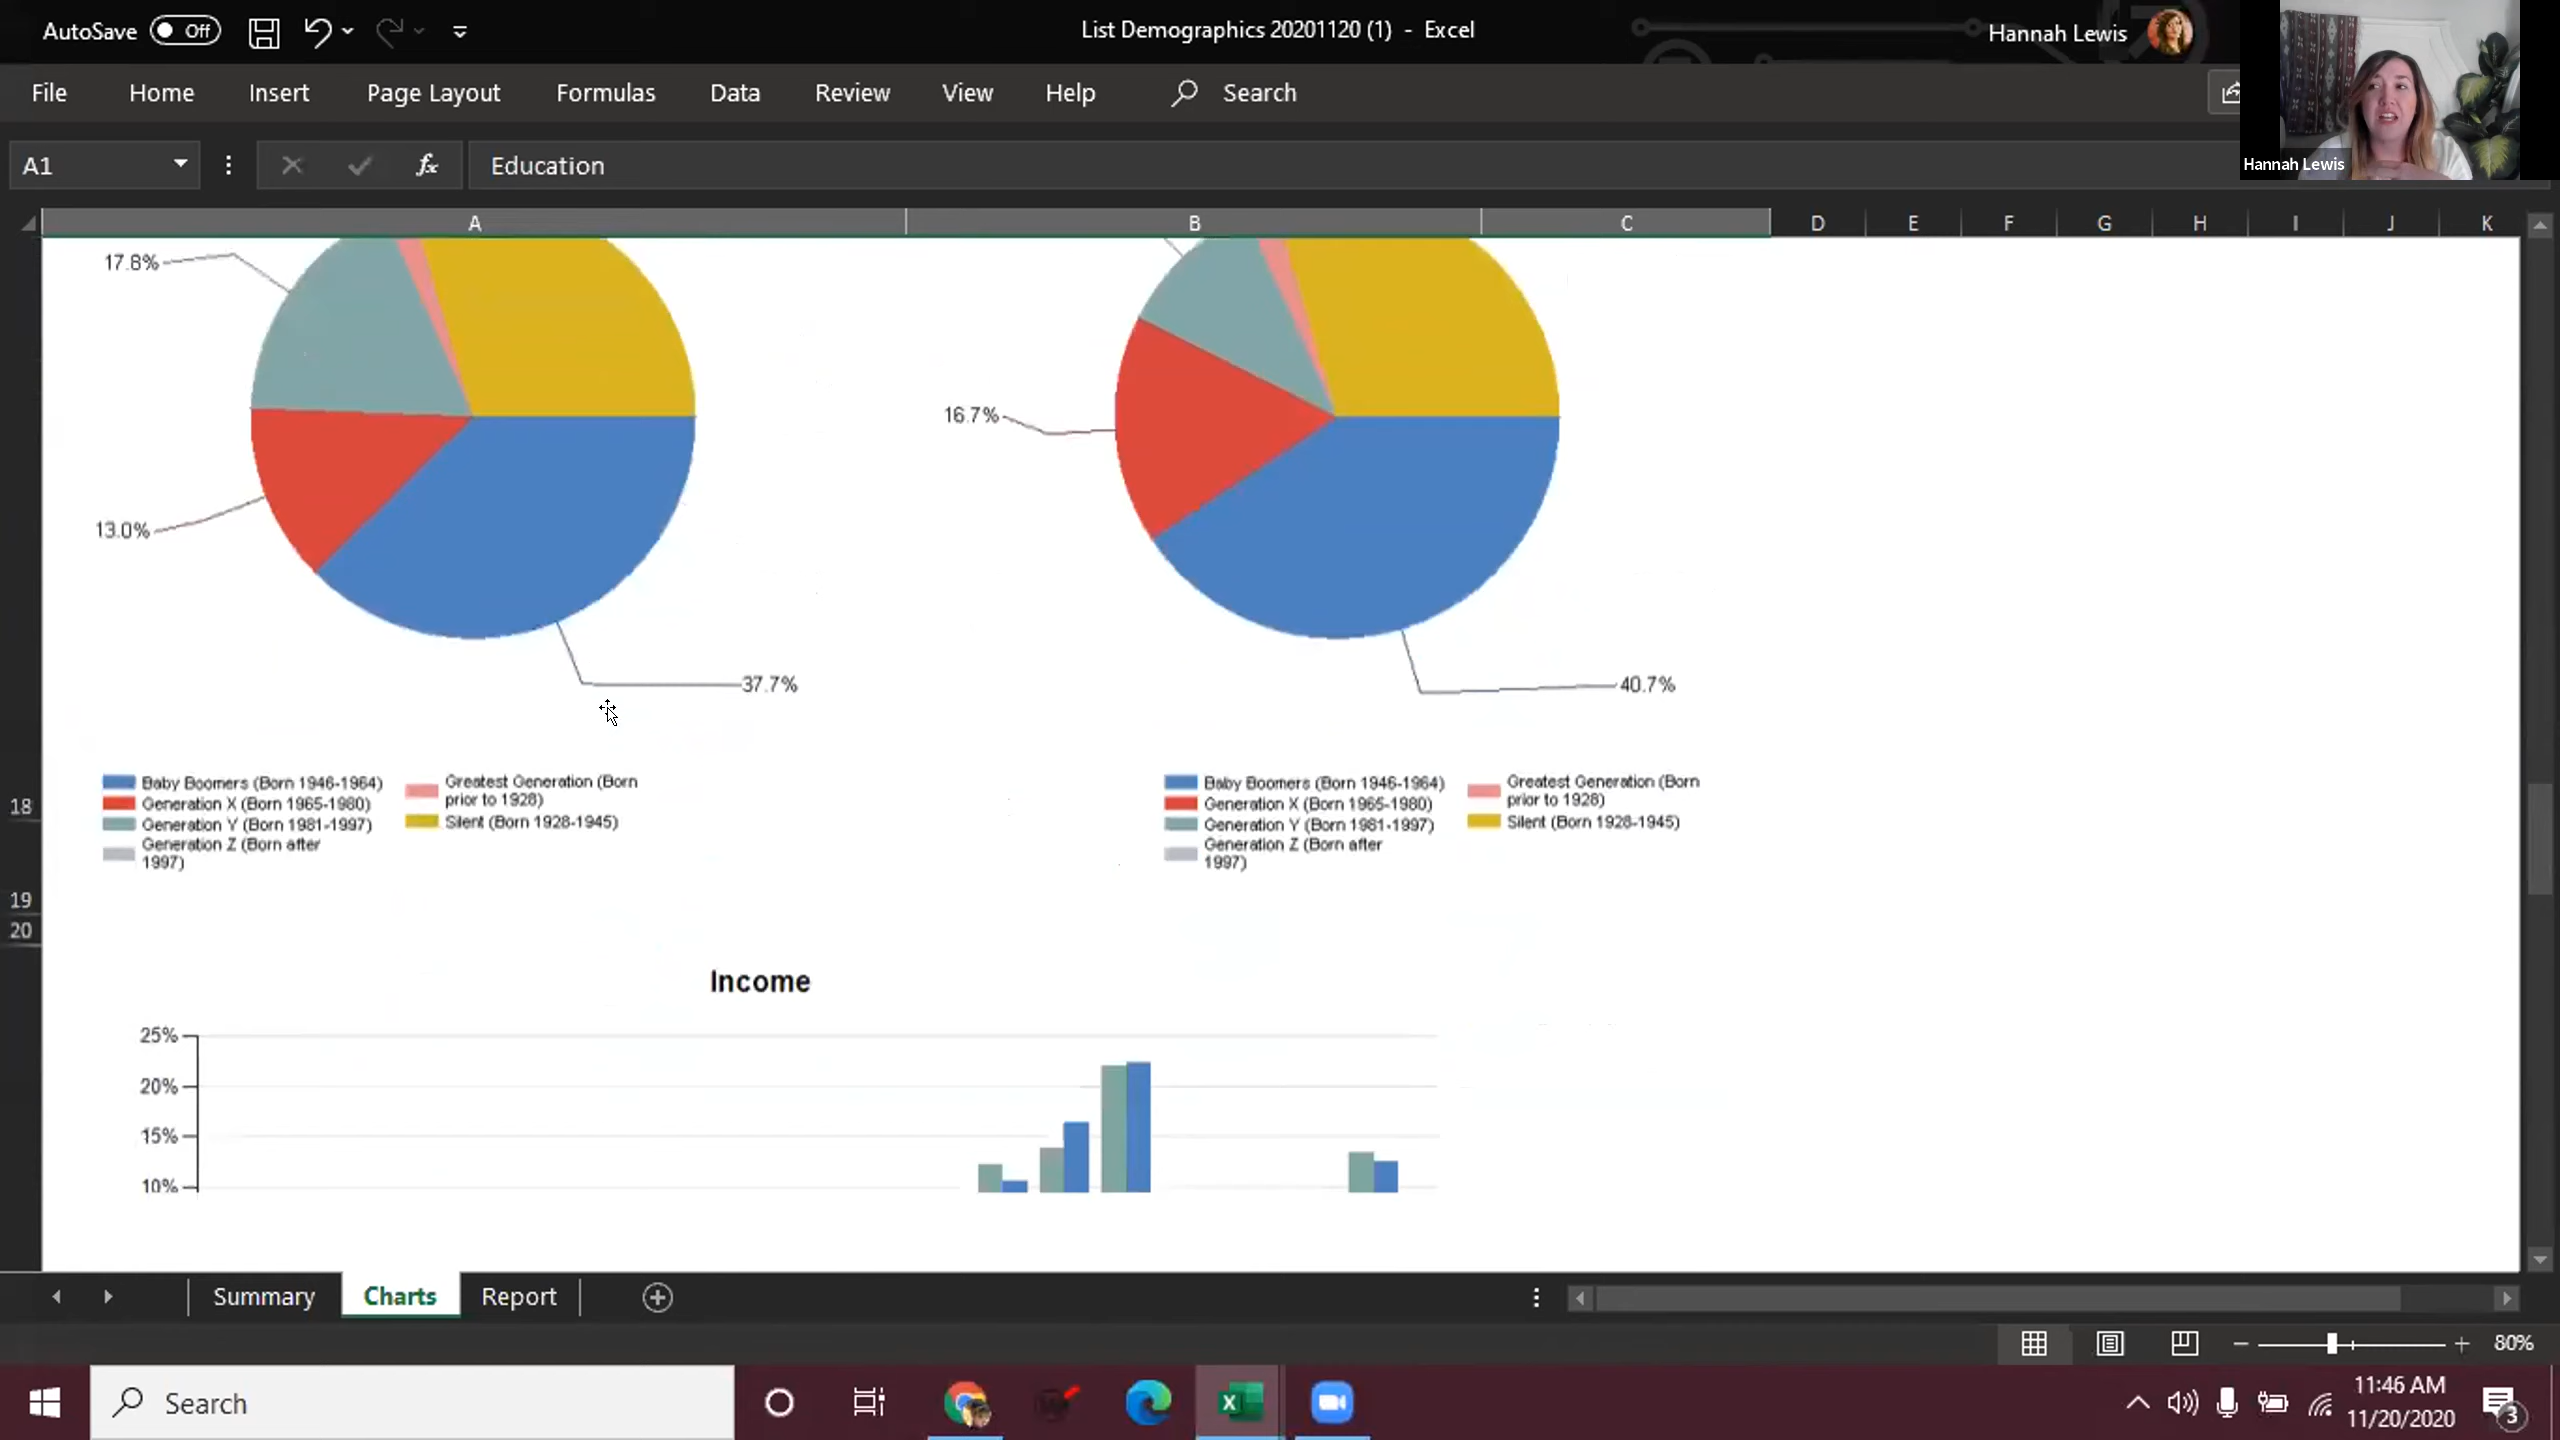 AutoSave Off
List Demographics 20201120 (1) - Excel
Hannah Lewis
File Home Insert Page Layout Formulas Data Review View Help Search
Hannah Lewis
A1 fx Education
A B C D E F G H I J K
17.8%
16.7%
13.0%
37.7%
40.7%
Baby Boomers (Born 1946-1964)
Generation X (Born 1965-1980)
Generation Y (Born 1981-1997)
Generation Z (Born after
1997)
Greatest Generation (Born
prior to 1928)
Silent (Born 1928-1945)
Baby Boomers (Born 1946-1964)
Generation X (Born 1965-1980)
Generation Y (Born 1981-1997)
Generation Z (Born after
1997)
Greatest Generation (Born
prior to 1928)
Silent (Born 1928-1945)
18
19
20
Income
25%
20%
15%
10%
Summary Charts Report
80%
Search
11:46 AM
11/20/2020
3